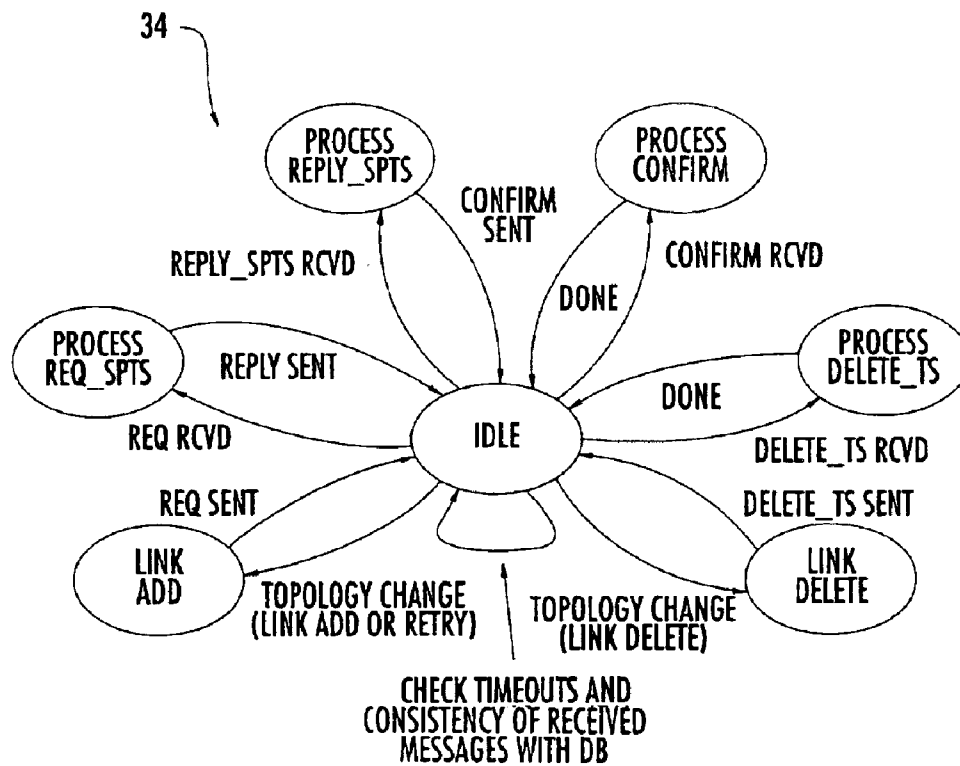 34
PROCESS
REPLY_SPTS
PROCESS
CONFIRM
CONFIRM
SENT
REPLY_SPTS RCVD
CONFIRM RCVD
DONE
PROCESS
REQ_SPTS
REPLY SENT
PROCESS
DELETE_TS
DONE
IDLE
REQ RCVD
DELETE_TS RCVD
REQ SENT
DELETE_TS SENT
LINK
ADD
LINK
DELETE
TOPOLOGY CHANGE
(LINK ADD OR RETRY)
TOPOLOGY CHANGE
(LINK DELETE)
CHECK TIMEOUTS AND
CONSISTENCY OF RECEIVED
MESSAGES WITH DB